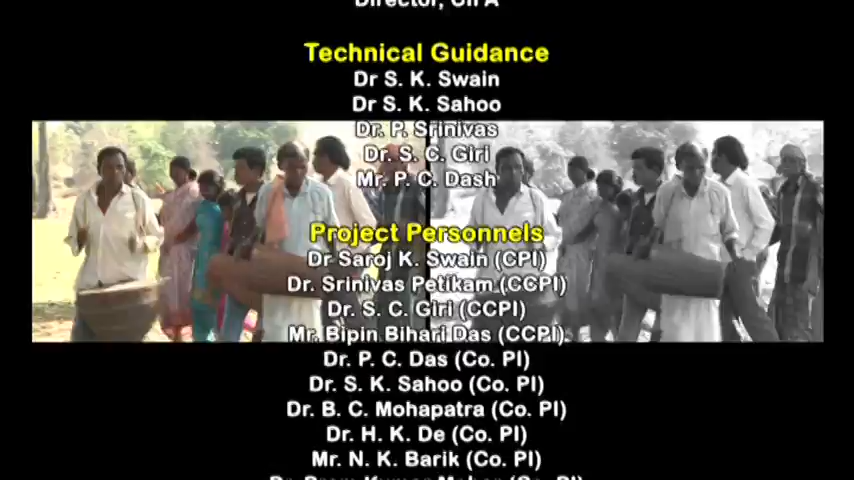 Director, CIFA
Technical Guidance
Dr S. K. Swain
Dr S. K. Sahoo
Dr. P. Srinivas
Dr. S. C. Giri
Mr. P. C. Dash
Project Personnels
Dr Saroj K. Swain (CPI)
Dr. Srinivas Petikam (CCPI)
Dr. S. C. Giri (CCPI)
Mr. Bipin Bihari Das (CCPI)
Dr. P. C. Das (Co. PI)
Dr. S. K. Sahoo (Co. PI)
Dr. B. C. Mohapatra (Co. PI)
Dr. H. K. De (Co. PI)
Mr. N. K. Barik (Co. PI)